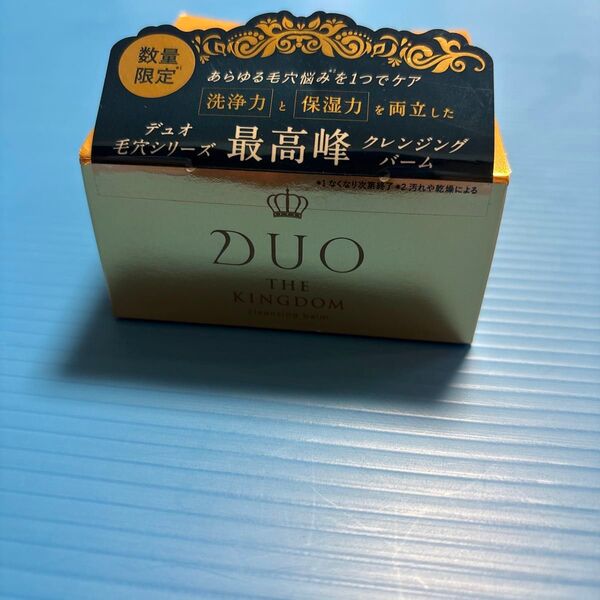 数量
限定*1
あらゆる毛穴悩み*2を1つでケア
洗浄力 と 保湿力 を両立した
デュオ
毛穴シリーズ
最高峰
クレンジング
バーム
*1 なくなり次第終了 *2 汚れや乾燥による
DUO
THE
KINGDOM
cleansing balm